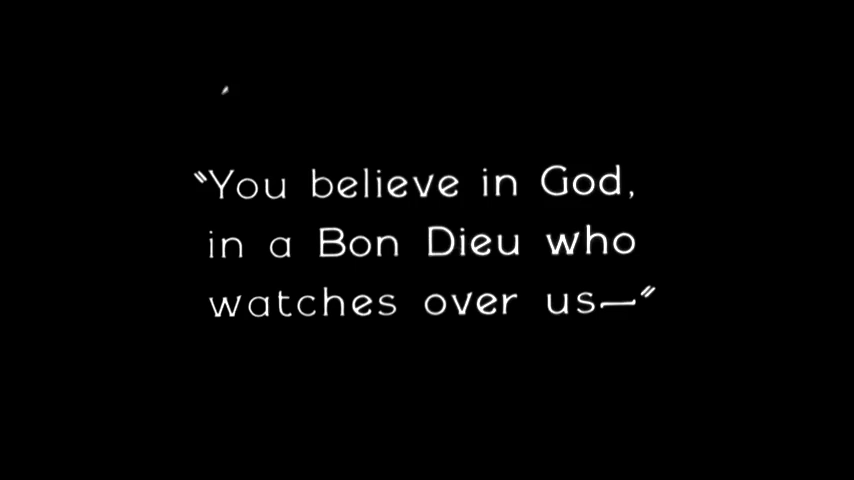 “You believe in God,
in a Bon Dieu who
watches over us—”